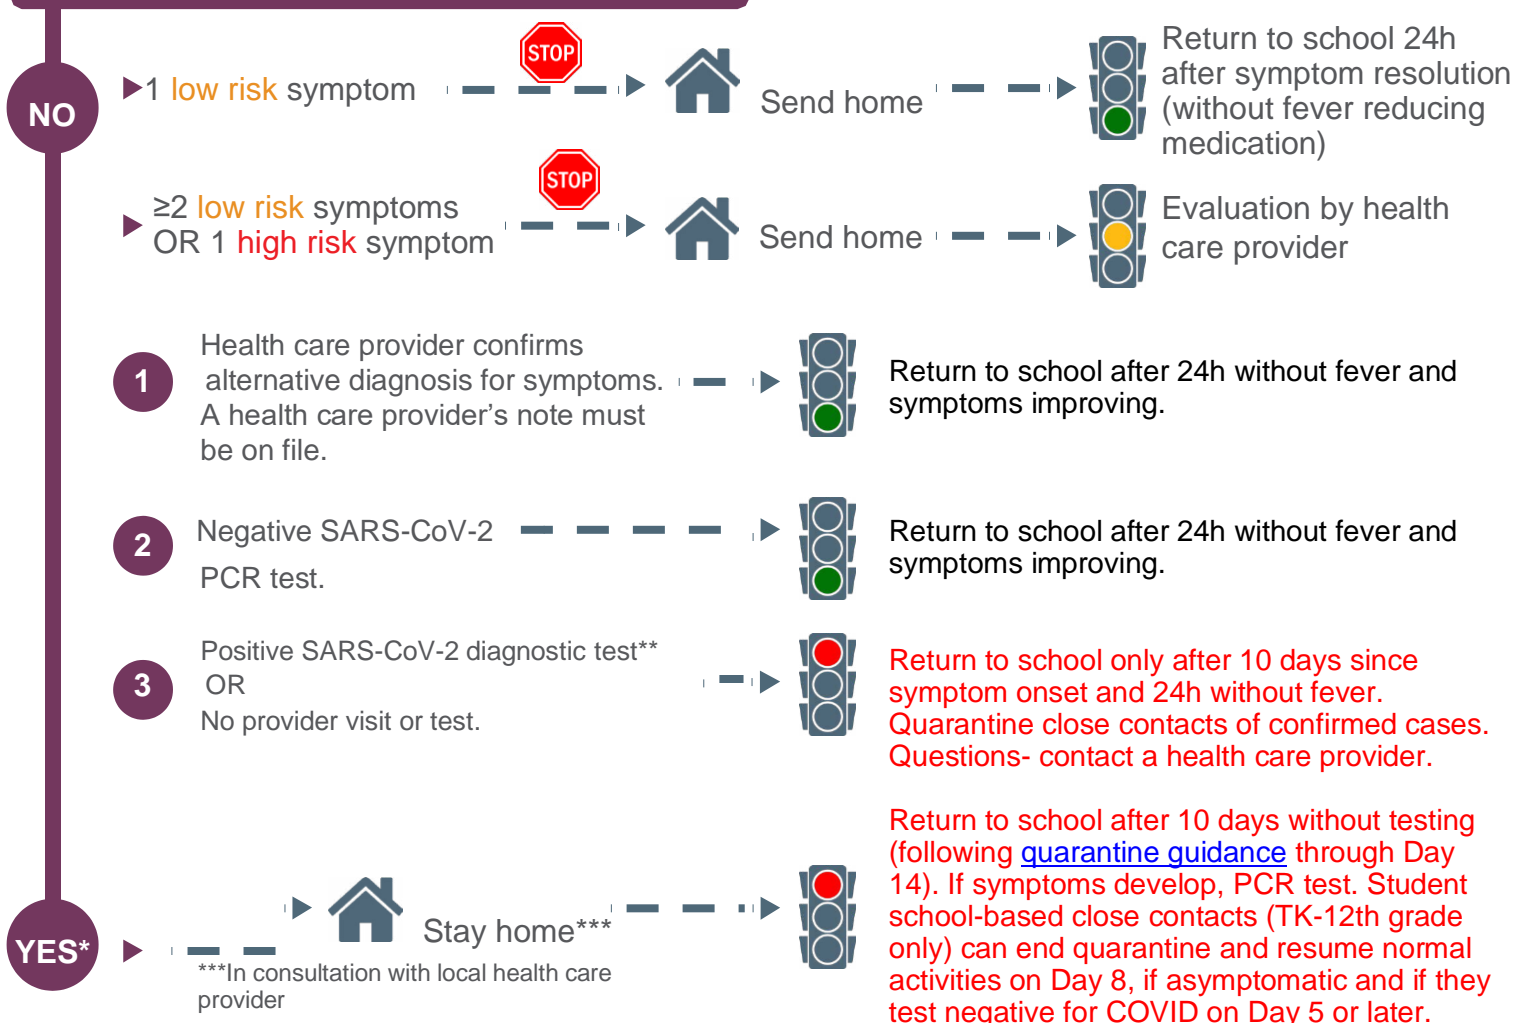 NO
1 low risk symptom
STOP
Send home
Return to school 24h
after symptom resolution
(without fever reducing
medication)
≥2 low risk symptoms
OR 1 high risk symptom
STOP
Send home
Evaluation by health
care provider
1
Health care provider confirms
alternative diagnosis for symptoms.
A health care provider’s note must
be on file.
Return to school after 24h without fever and
symptoms improving.
2
Negative SARS-CoV-2
PCR test.
Return to school after 24h without fever and
symptoms improving.
3
Positive SARS-CoV-2 diagnostic test**
OR
No provider visit or test.
Return to school only after 10 days since
symptom onset and 24h without fever.
Quarantine close contacts of confirmed cases.
Questions- contact a health care provider.
YES*
Stay home***
***In consultation with local health care
provider
Return to school after 10 days without testing
(following quarantine guidance through Day
14). If symptoms develop, PCR test. Student
school-based close contacts (TK-12th grade
only) can end quarantine and resume normal
activities on Day 8, if asymptomatic and if they
test negative for COVID on Day 5 or later.